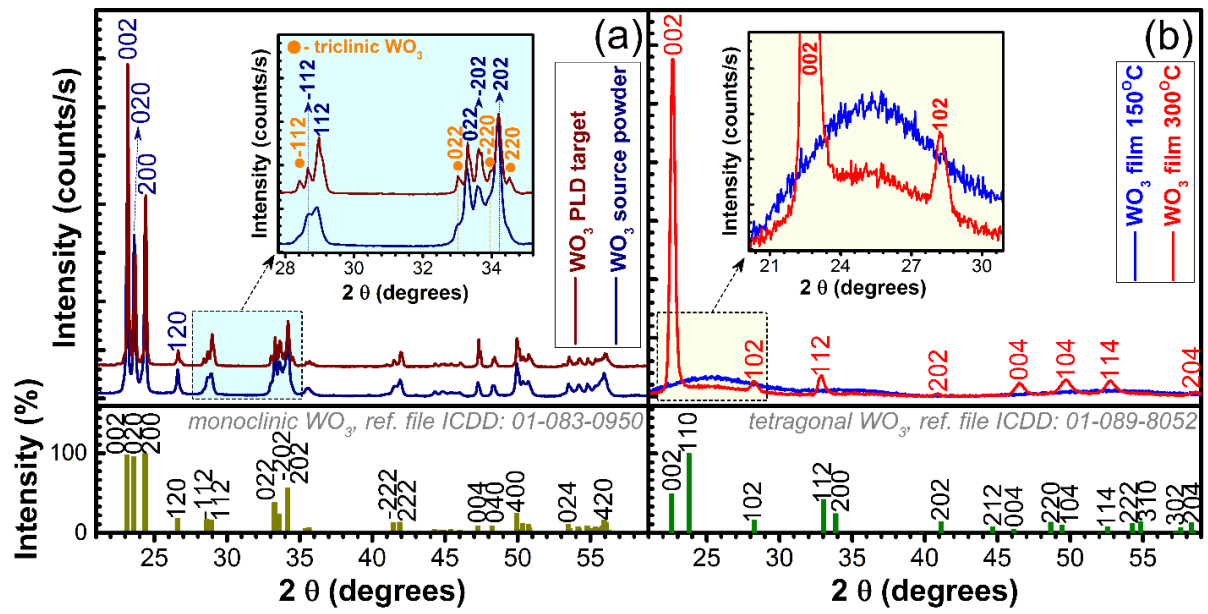 (a)
Intensity (counts/s)
002
020
200
120
● - triclinic WO₃
Intensity (counts/s)
-112
-112
112
022
022
-202
-220
202
220
28 30 32 34
2 θ (degrees)
WO₃ PLD target
WO₃ source powder
monoclinic WO₃, ref. file ICDD: 01-083-0950
Intensity (%)
100
0
002
020
200
120
-112
112
022
-202
202
-222
222
004
040
400
024
420
25 30 35 40 45 50 55
2 θ (degrees)
(b)
002
102
112
202
004
104
114
204
Intensity (counts/s)
002
102
21 24 27 30
2 θ (degrees)
WO₃ film 150°C
WO₃ film 300°C
tetragonal WO₃, ref. file ICDD: 01-089-8052
002
110
102
112
200
202
212
004
220
104
114
222
310
302
204
25 30 35 40 45 50 55
2 θ (degrees)